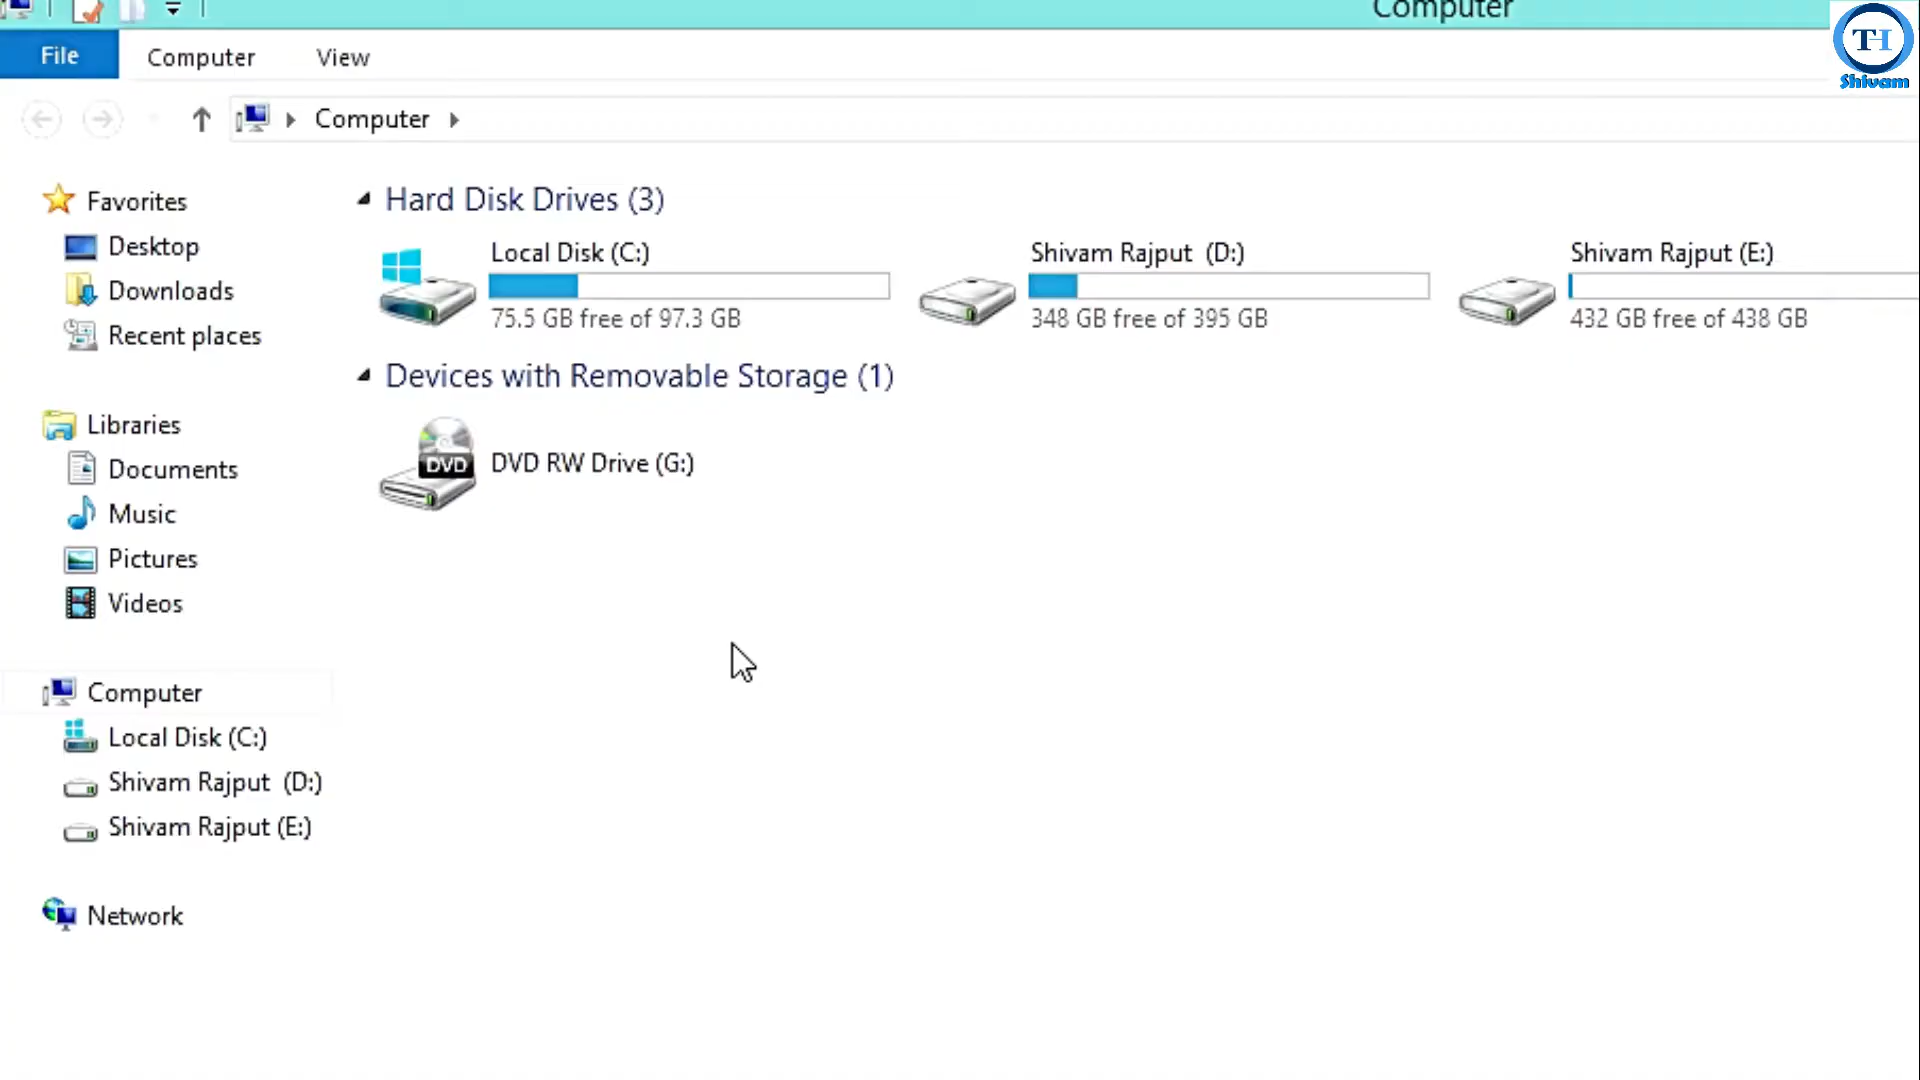 Computer
TH
Shivam
File
Computer
View
Computer
Favorites
Desktop
Downloads
Recent places
Libraries
Documents
Music
Pictures
Videos
Computer
Local Disk (C:)
Shivam Rajput  (D:)
Shivam Rajput (E:)
Network
Hard Disk Drives (3)
Local Disk (C:)
75.5 GB free of 97.3 GB
Shivam Rajput  (D:)
348 GB free of 395 GB
Shivam Rajput (E:)
432 GB free of 438 GB
Devices with Removable Storage (1)
DVD
DVD RW Drive (G:)